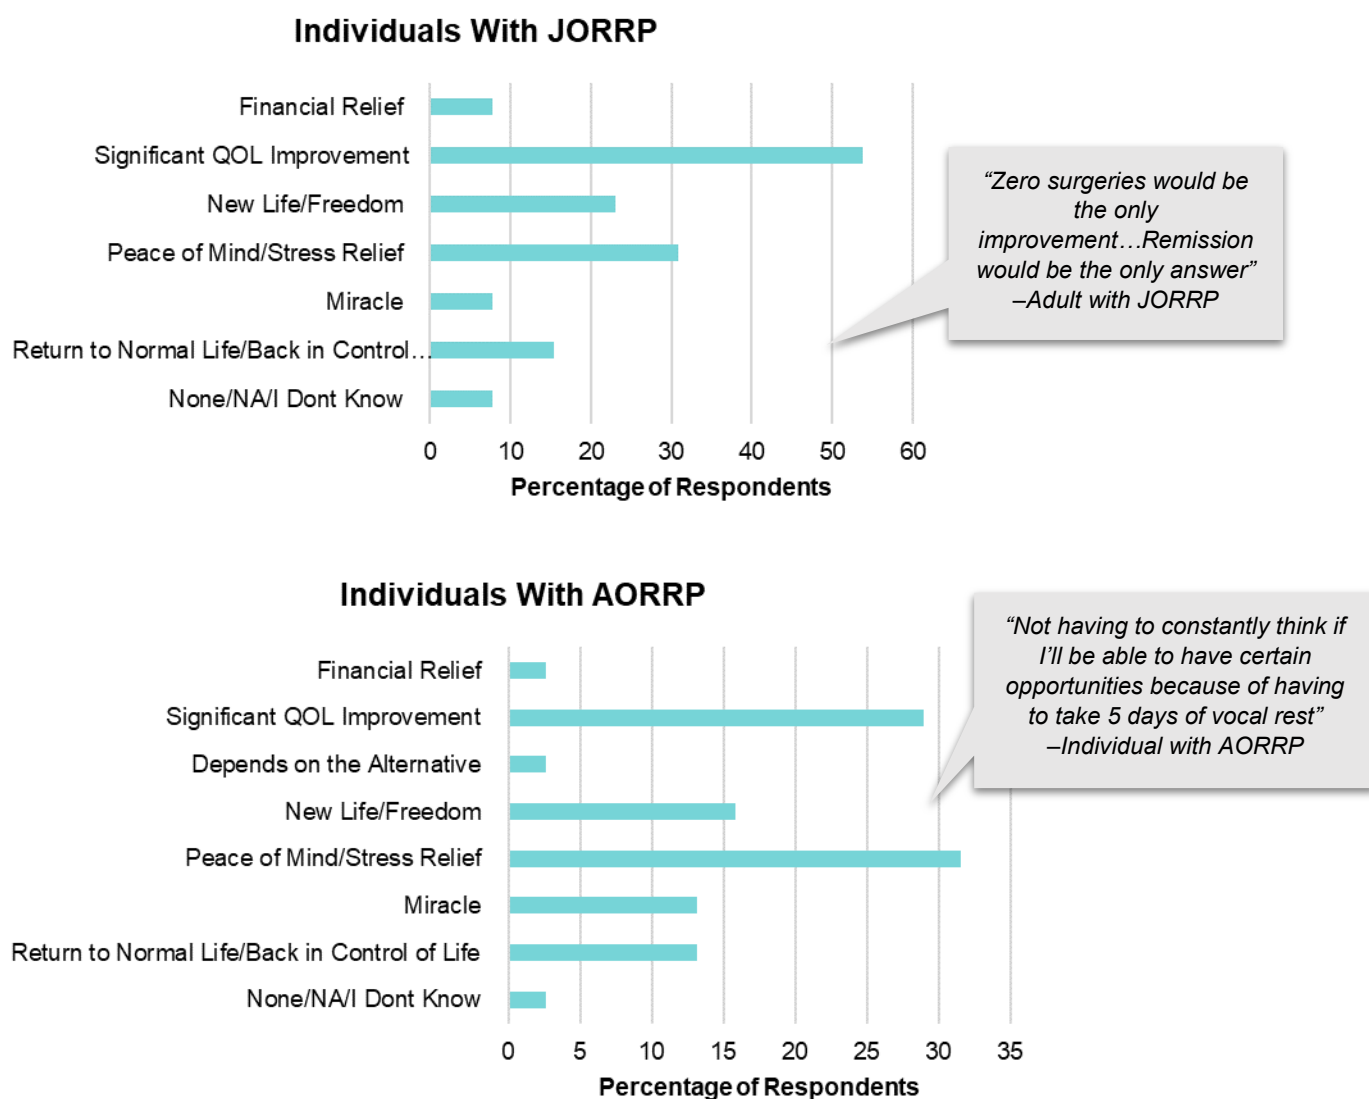 Individuals With JORRP
Financial Relief
Significant QOL Improvement
New Life/Freedom
Peace of Mind/Stress Relief
Miracle
Return to Normal Life/Back in Control…
None/NA/I Dont Know
0 10 20 30 40 50 60
Percentage of Respondents
“Zero surgeries would be
the only
improvement…Remission
would be the only answer”
–Adult with JORRP
Individuals With AORRP
Financial Relief
Significant QOL Improvement
Depends on the Alternative
New Life/Freedom
Peace of Mind/Stress Relief
Miracle
Return to Normal Life/Back in Control of Life
None/NA/I Dont Know
0 5 10 15 20 25 30 35
Percentage of Respondents
“Not having to constantly think if
I’ll be able to have certain
opportunities because of having
to take 5 days of vocal rest”
–Individual with AORRP